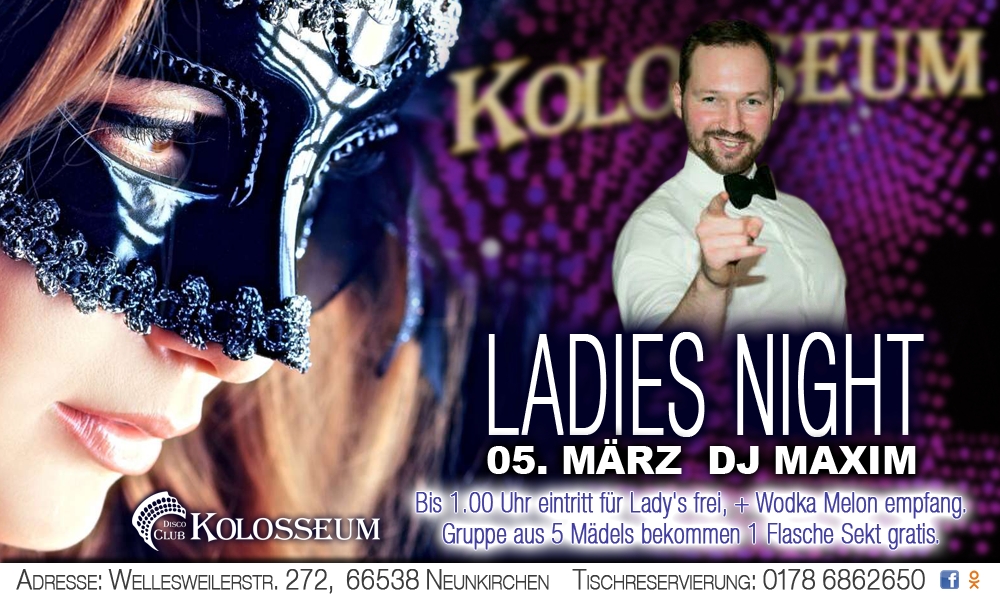 KOLOSSEUM
LADIES NIGHT
05. MÄRZ DJ MAXIM
Bis 1.00 Uhr eintritt für Lady's frei, + Wodka Melon empfang.
Gruppe aus 5 Mädels bekommen 1 Flasche Sekt gratis.
DISCO
CLUB KOLOSSEUM
ADRESSE: WELLESWEILERSTR. 272, 66538 NEUNKIRCHEN TISCHRESERVIERUNG: 0178 6862650 f